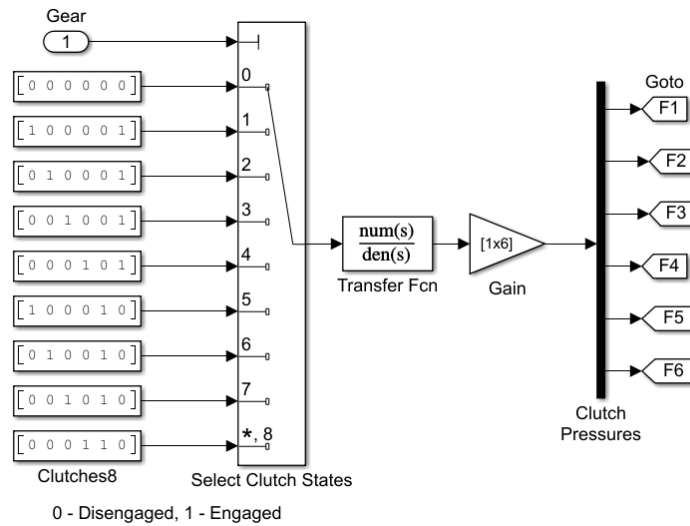 Gear
1
[0 0 0 0 0 0]
0
[1 0 0 0 0 1]
1
[0 1 0 0 0 1]
2
[0 0 1 0 0 1]
3
[0 0 0 1 0 1]
4
[1 0 0 0 1 0]
5
[0 1 0 0 1 0]
6
[0 0 1 0 1 0]
7
[0 0 0 1 1 0]
*, 8
Clutches8
Select Clutch States
0 - Disengaged, 1 - Engaged
num(s)
den(s)
Transfer Fcn
[1x6]
Gain
Clutch
Pressures
Goto
F1
F2
F3
F4
F5
F6